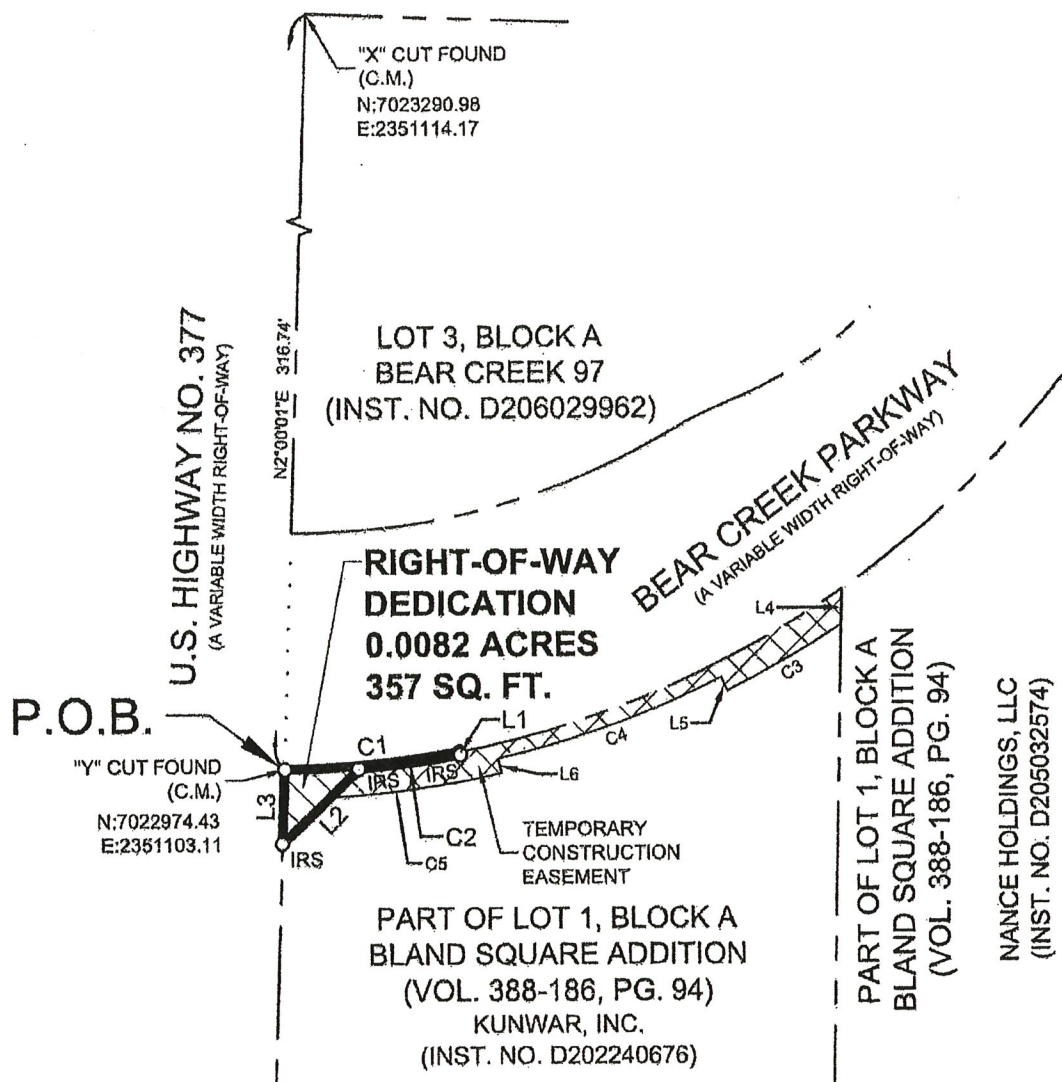 "X" CUT FOUND
(C.M.)
N:7023290.98
E:2351114.17
U.S. HIGHWAY NO. 377
(A VARIABLE WIDTH RIGHT-OF-WAY)
N2°00'01"E 316.74'
LOT 3, BLOCK A
BEAR CREEK 97
(INST. NO. D206029962)
BEAR CREEK PARKWAY
(A VARIABLE WIDTH RIGHT-OF-WAY)
RIGHT-OF-WAY
DEDICATION
0.0082 ACRES
357 SQ. FT.
L4
C3
L5
C4
P.O.B.
L1
C1
"Y" CUT FOUND
(C.M.)
N:7022974.43
E:2351103.11
L3
L2
IRS
IRS
IRS
L6
C2
C5
TEMPORARY
CONSTRUCTION
EASEMENT
PART OF LOT 1, BLOCK A
BLAND SQUARE ADDITION
(VOL. 388-186, PG. 94)
KUNWAR, INC.
(INST. NO. D202240676)
PART OF LOT 1, BLOCK A
BLAND SQUARE ADDITION
(VOL. 388-186, PG. 94)
NANCE HOLDINGS, LLC
(INST. NO. D205032574)